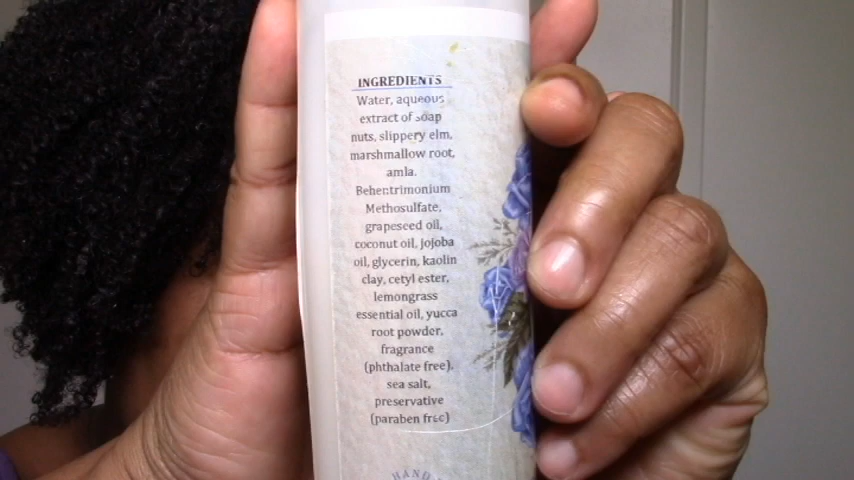 INGREDIENTS
Water, aqueous
extract of soap
nuts, slippery elm,
marshmallow root,
amla.
Behentrimonium
Methosulfate,
grapeseed oil,
coconut oil, jojoba
oil, glycerin, kaolin
clay, cetyl ester,
lemongrass
essential oil, yucca
root powder,
fragrance
(phthalate free),
sea salt,
preservative
(paraben free)
HAND